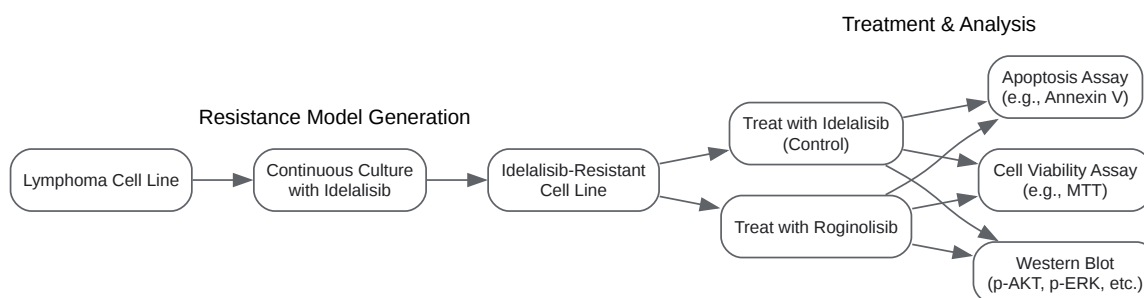 Treatment & Analysis
Resistance Model Generation
Lymphoma Cell Line
Continuous Culture
with Idelalisib
Idelalisib-Resistant
Cell Line
Treat with Idelalisib
(Control)
Treat with Roginolisib
Apoptosis Assay
(e.g., Annexin V)
Cell Viability Assay
(e.g., MTT)
Western Blot
(p-AKT, p-ERK, etc.)